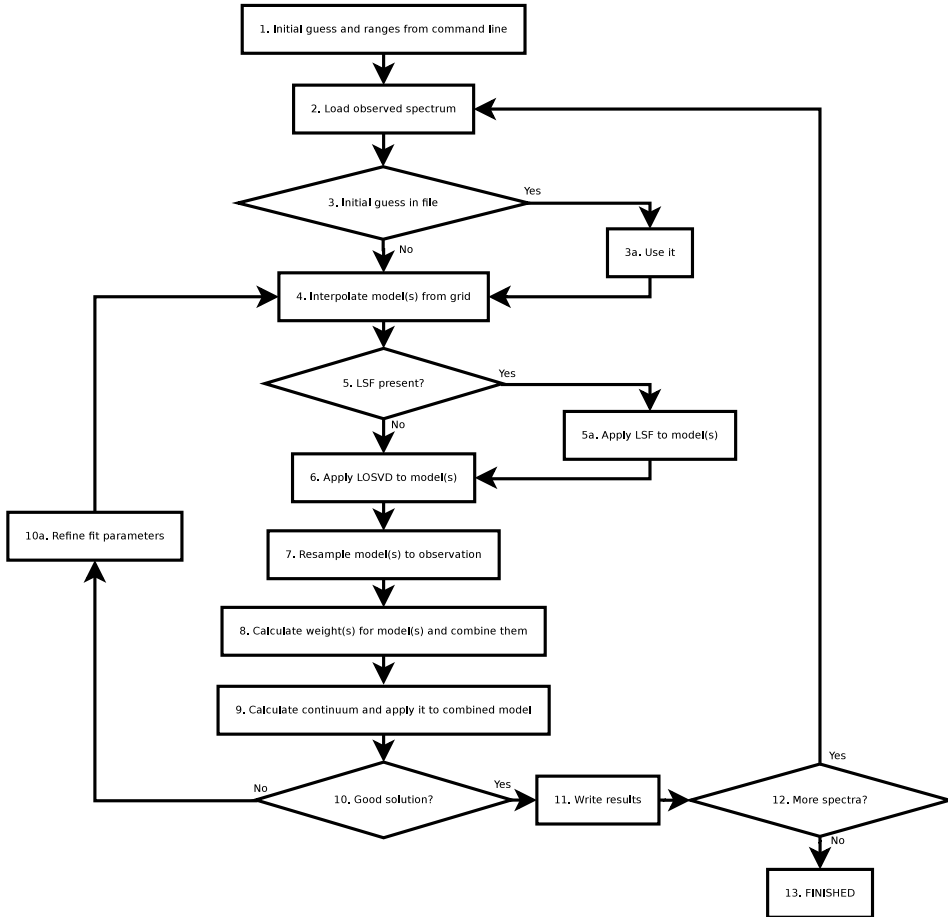 1. Initial guess and ranges from command line
2. Load observed spectrum
3. Initial guess in file
Yes
No
3a. Use it
4. Interpolate model(s) from grid
5. LSF present?
Yes
No
5a. Apply LSF to model(s)
6. Apply LOSVD to model(s)
10a. Refine fit parameters
7. Resample model(s) to observation
8. Calculate weight(s) for model(s) and combine them
9. Calculate continuum and apply it to combined model
No
10. Good solution?
Yes
11. Write results
Yes
12. More spectra?
No
13. FINISHED